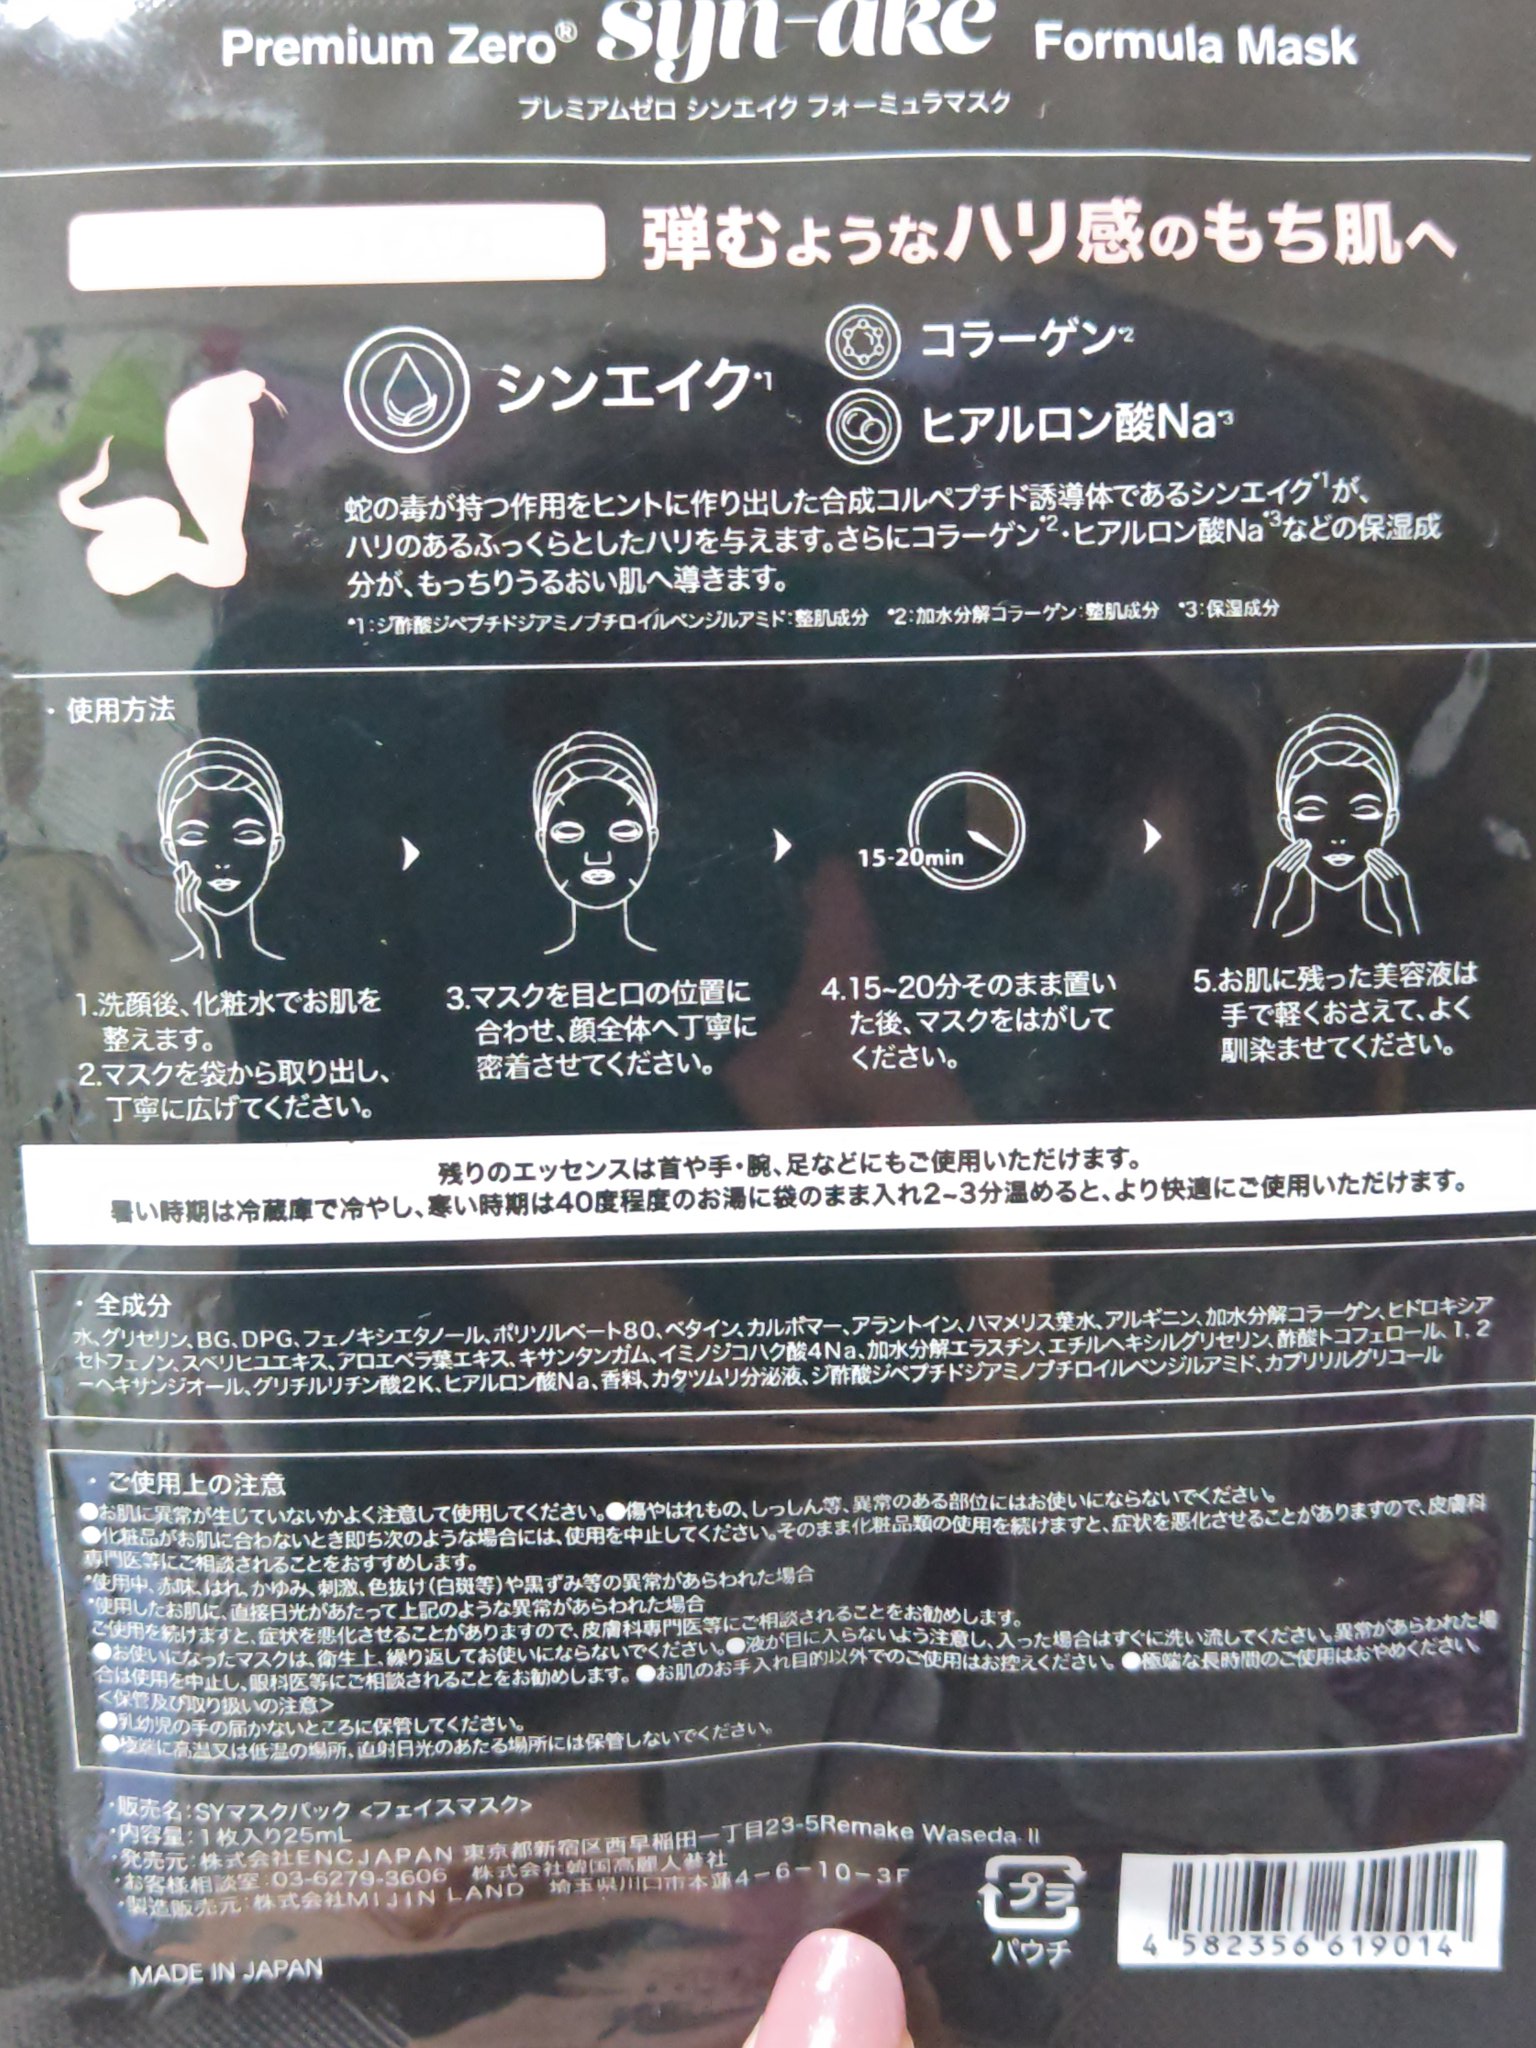 Premium Zero® syn-ake Formula Mask
プレミアムゼロ シンエイク フォーミュラマスク
弾むようなハリ感のもち肌へ
シンエイク*1
コラーゲン*2
ヒアルロン酸Na*3
蛇の毒が持つ作用をヒントに作り出した合成コルペプチド誘導体であるシンエイク*1が、
ハリのあるふっくらとしたハリを与えます。さらにコラーゲン*2・ヒアルロン酸Na*3などの保湿成
分が、もっちりうるおい肌へ導きます。
*1:ジ酢酸ジペプチドジアミノブチロイルベンジルアミド:整肌成分 *2:加水分解コラーゲン:整肌成分 *3:保湿成分
・使用方法
15-20min
1.洗顔後、化粧水でお肌を
整えます。
2.マスクを袋から取り出し、
丁寧に広げてください。
3.マスクを目と口の位置に
合わせ、顔全体へ丁寧に
密着させてください。
4.15~20分そのまま置い
た後、マスクをはがして
ください。
5.お肌に残った美容液は
手で軽くおさえて、よく
馴染ませてください。
残りのエッセンスは首や手・腕、足などにもご使用いただけます。
暑い時期は冷蔵庫で冷やし、寒い時期は40度程度のお湯に袋のまま入れ2~3分温めると、より快適にご使用いただけます。
・全成分
水、グリセリン、BG、DPG、フェノキシエタノール、ポリソルベート80、ベタイン、カルボマー、アラントイン、ハマメリス葉水、アルギニン、加水分解コラーゲン、ヒドロキシア
セトフェノン、スベリヒユエキス、アロエベラ葉エキス、キサンタンガム、イミノジコハク酸4Na、加水分解エラスチン、エチルヘキシルグリセリン、酢酸トコフェロール、1、2
ーヘキサンジオール、グリチルリチン酸2K、ヒアルロン酸Na、香料、カタツムリ分泌液、ジ酢酸ジペプチドジアミノプチロイルベンジルアミド、カプリリルグリコール
・ご使用上の注意
●お肌に異常が生じていないかよく注意して使用してください。●傷やはれもの、しっしん等、異常のある部位にはお使いにならないでください。
●化粧品がお肌に合わないとき即ち次のような場合には、使用を中止してください。そのまま化粧品類の使用を続けますと、症状を悪化させることがありますので、皮膚科
専門医等にご相談されることをおすすめします。
*使用中、赤味、はれ、かゆみ、刺激、色抜け(白斑等)や黒ずみ等の異常があらわれた場合
*使用したお肌に、直接日光があたって上記のような異常があらわれた場合
ご使用を続けますと、症状を悪化させることがありますので、皮膚科専門医等にご相談されることをお勧めします。
●お使いになったマスクは、衛生上、繰り返してお使いにならないでください。●液が目に入らないよう注意し、入った場合はすぐに洗い流してください。異常があらわれた場
合は使用を中止し、眼科医等にご相談されることをお勧めします。●お肌のお手入れ目的以外でのご使用はお控えください。●極端な長時間のご使用はおやめください。
<保管及び取り扱いの注意>
●乳幼児の手の届かないところに保管してください。
●極端に高温又は低温の場所、直射日光のあたる場所には保管しないでください。
・販売名:SYマスクパック <フェイスマスク>
・内容量:1枚入り25mL
・発売元:株式会社ENCJAPAN 東京都新宿区西早稲田一丁目23-5Remake Waseda-II
・お客様相談室:03-6279-3606 株式会社韓国高麗人参社
・製造販売元:株式会社MIJIN LAND 埼玉県川口市本蓮4-6-10-3F
MADE IN JAPAN
プラ
パウチ
4 582356 619014